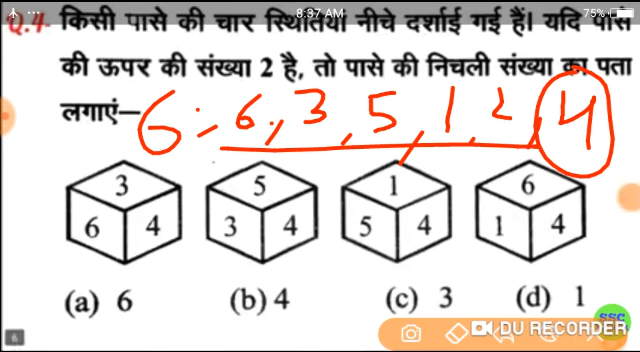 8:37 AM 75%
Q.4. किसी पासे की चार स्थितियां नीचे दर्शाई गई हैं। यदि पासे
की ऊपर की संख्या 2 है, तो पासे की निचली संख्या का पता
लगाएं–
6 :- 6, 3, 5, 1, 2, 4
3 5 1 6
6 4 3 4 5 4 1 4
(a) 6 (b) 4 (c) 3 (d) 1
SSC
6 DU RECORDER